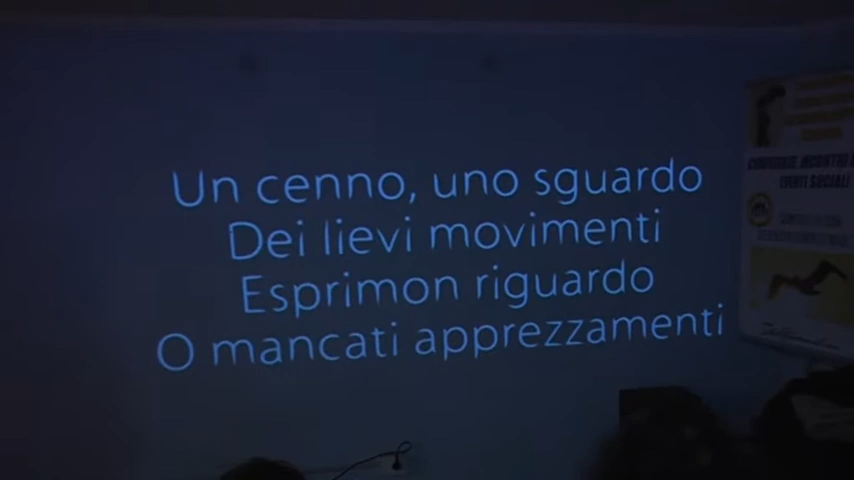 Un cenno, uno sguardo
Dei lievi movimenti
Esprimon riguardo
O mancati apprezzamenti